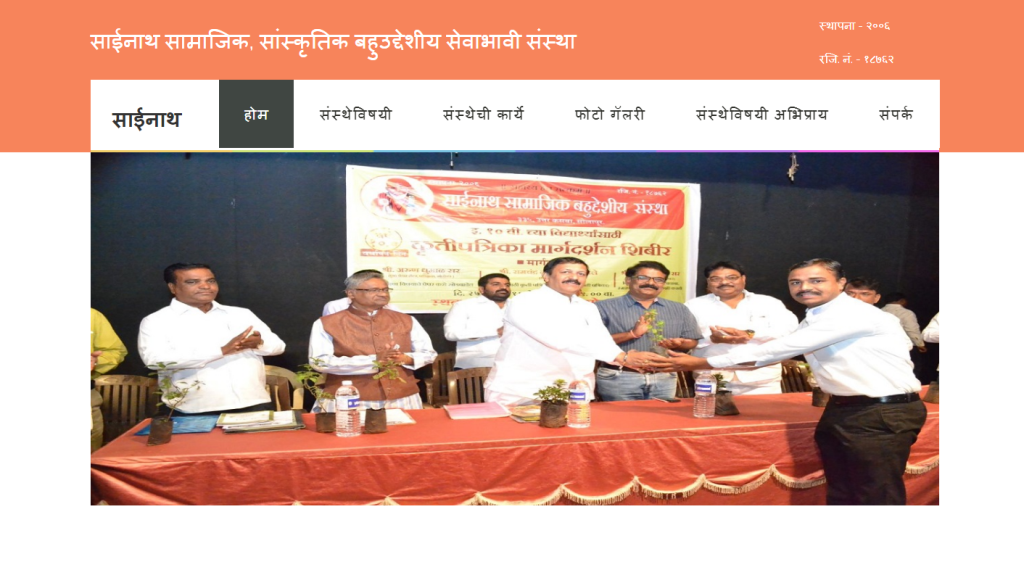 साईनाथ सामाजिक, सांस्कृतिक बहुउद्देशीय सेवाभावी संस्था
स्थापना - २००६
रजि. नं. - १८७६२
साईनाथ
होम
संस्थेविषयी
संस्थेची कार्ये
फोटो गॅलरी
संस्थेविषयी अभिप्राय
संपर्क
साईनाथ सामाजिक बहुद्देशीय संस्था
इ. १० वी. च्या विद्यार्थ्यांसाठी
कृतीपत्रिका मार्गदर्शन शिबीर